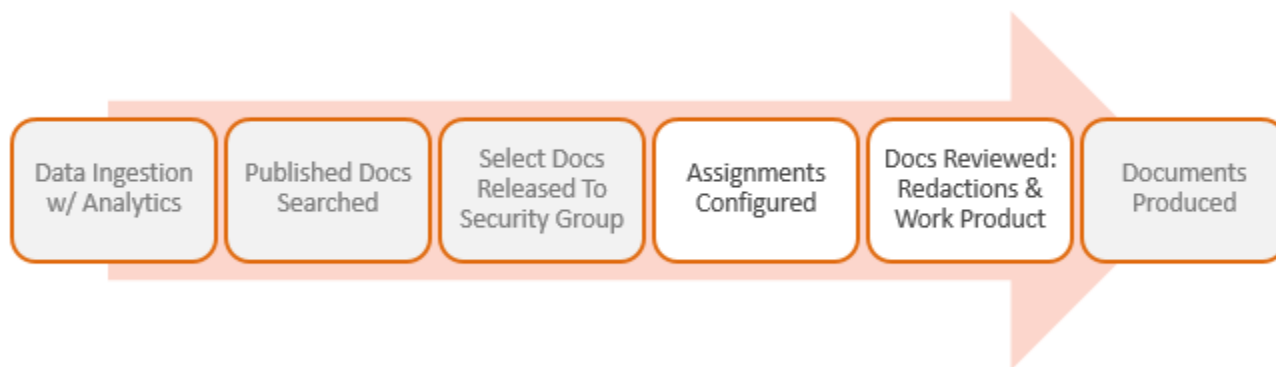 Data Ingestion
w/ Analytics
Published Docs
Searched
Select Docs
Released To
Security Group
Assignments
Configured
Docs Reviewed:
Redactions &
Work Product
Documents
Produced